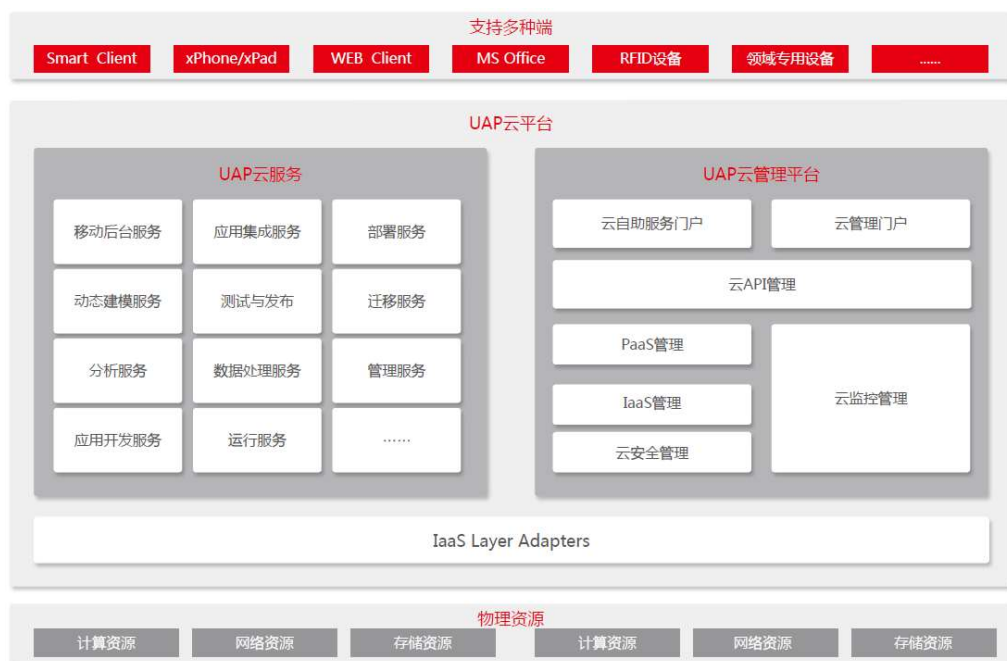 支持多种端
Smart Client xPhone/xPad WEB Client MS Office RFID设备 领域专用设备 ......
UAP云平台
UAP云服务
移动后台服务 应用集成服务 部署服务
动态建模服务 测试与发布 迁移服务
分析服务 数据处理服务 管理服务
应用开发服务 运行服务 ······
UAP云管理平台
云自助服务门户 云管理门户
云API管理
PaaS管理
IaaS管理
云安全管理
云监控管理
IaaS Layer Adapters
物理资源
计算资源 网络资源 存储资源 计算资源 网络资源 存储资源